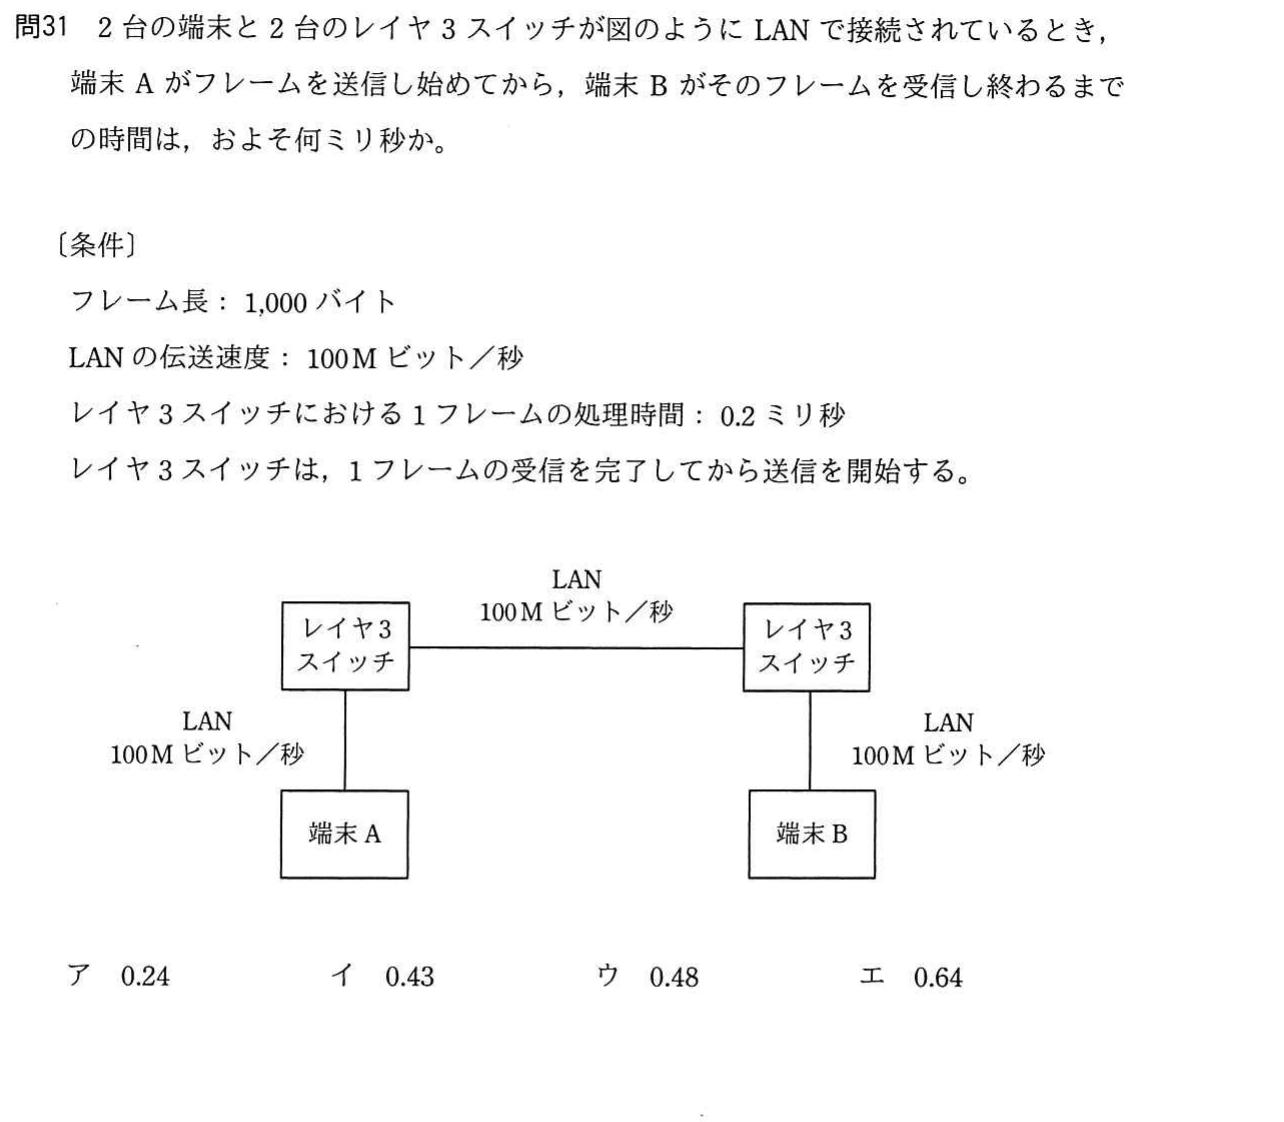 問31　2台の端末と2台のレイヤ3スイッチが図のようにLANで接続されているとき，
端末Aがフレームを送信し始めてから，端末Bがそのフレームを受信し終わるまで
の時間は，およそ何ミリ秒か。
〔条件〕
フレーム長：1,000バイト
LANの伝送速度：100Mビット／秒
レイヤ3スイッチにおける1フレームの処理時間：0.2ミリ秒
レイヤ3スイッチは，1フレームの受信を完了してから送信を開始する。
LAN
100Mビット／秒
レイヤ3
スイッチ
レイヤ3
スイッチ
LAN
100Mビット／秒
LAN
100Mビット／秒
端末A
端末B
ア　0.24　イ　0.43　ウ　0.48　エ　0.64